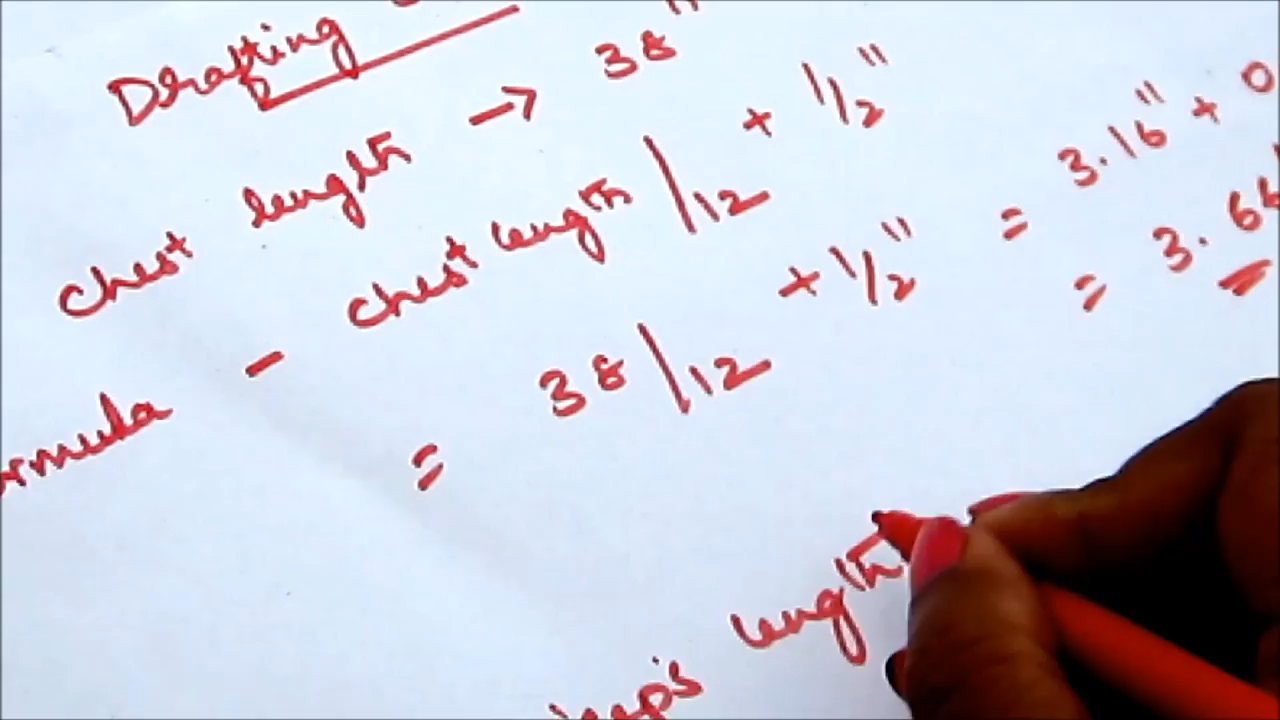 Drafting
Chest length → 38"
Formula - Chest length/12 + 1/2"
= 38/12 + 1/2" = 3.16" + 0
= 3.66
length